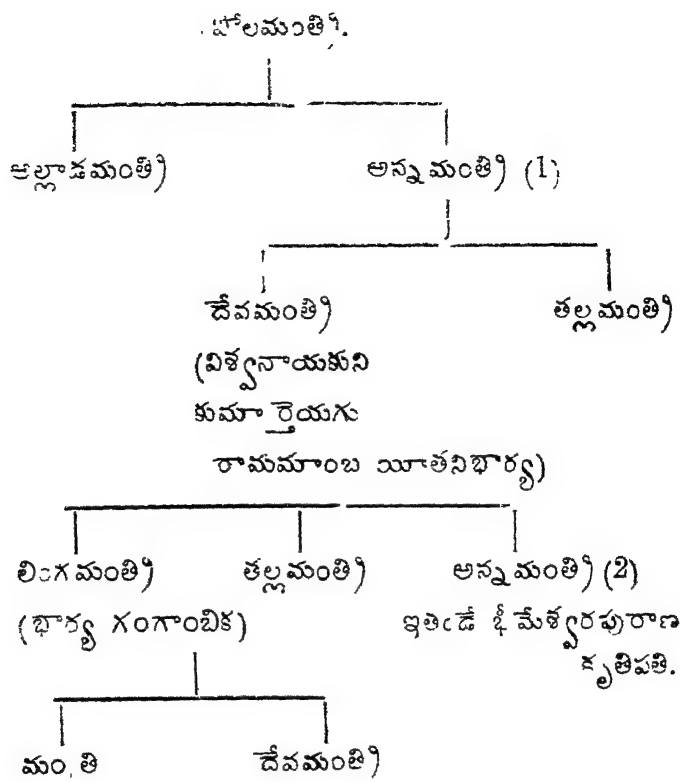 పోలమంత్రి.
అల్లాడమంత్రి అన్నమంత్రి (1)
దేవమంత్రి తల్లమంత్రి
(విశ్వనాయకుని
కుమార్తెయగు
రామమాంబ యీతనిభార్య)
లింగమంత్రి తల్లమంత్రి అన్నమంత్రి (2)
(భార్య గంగాంబిక) ఇతఁడే భీమేశ్వరపురాణ
కృతిపతి.
దేవమంత్రి